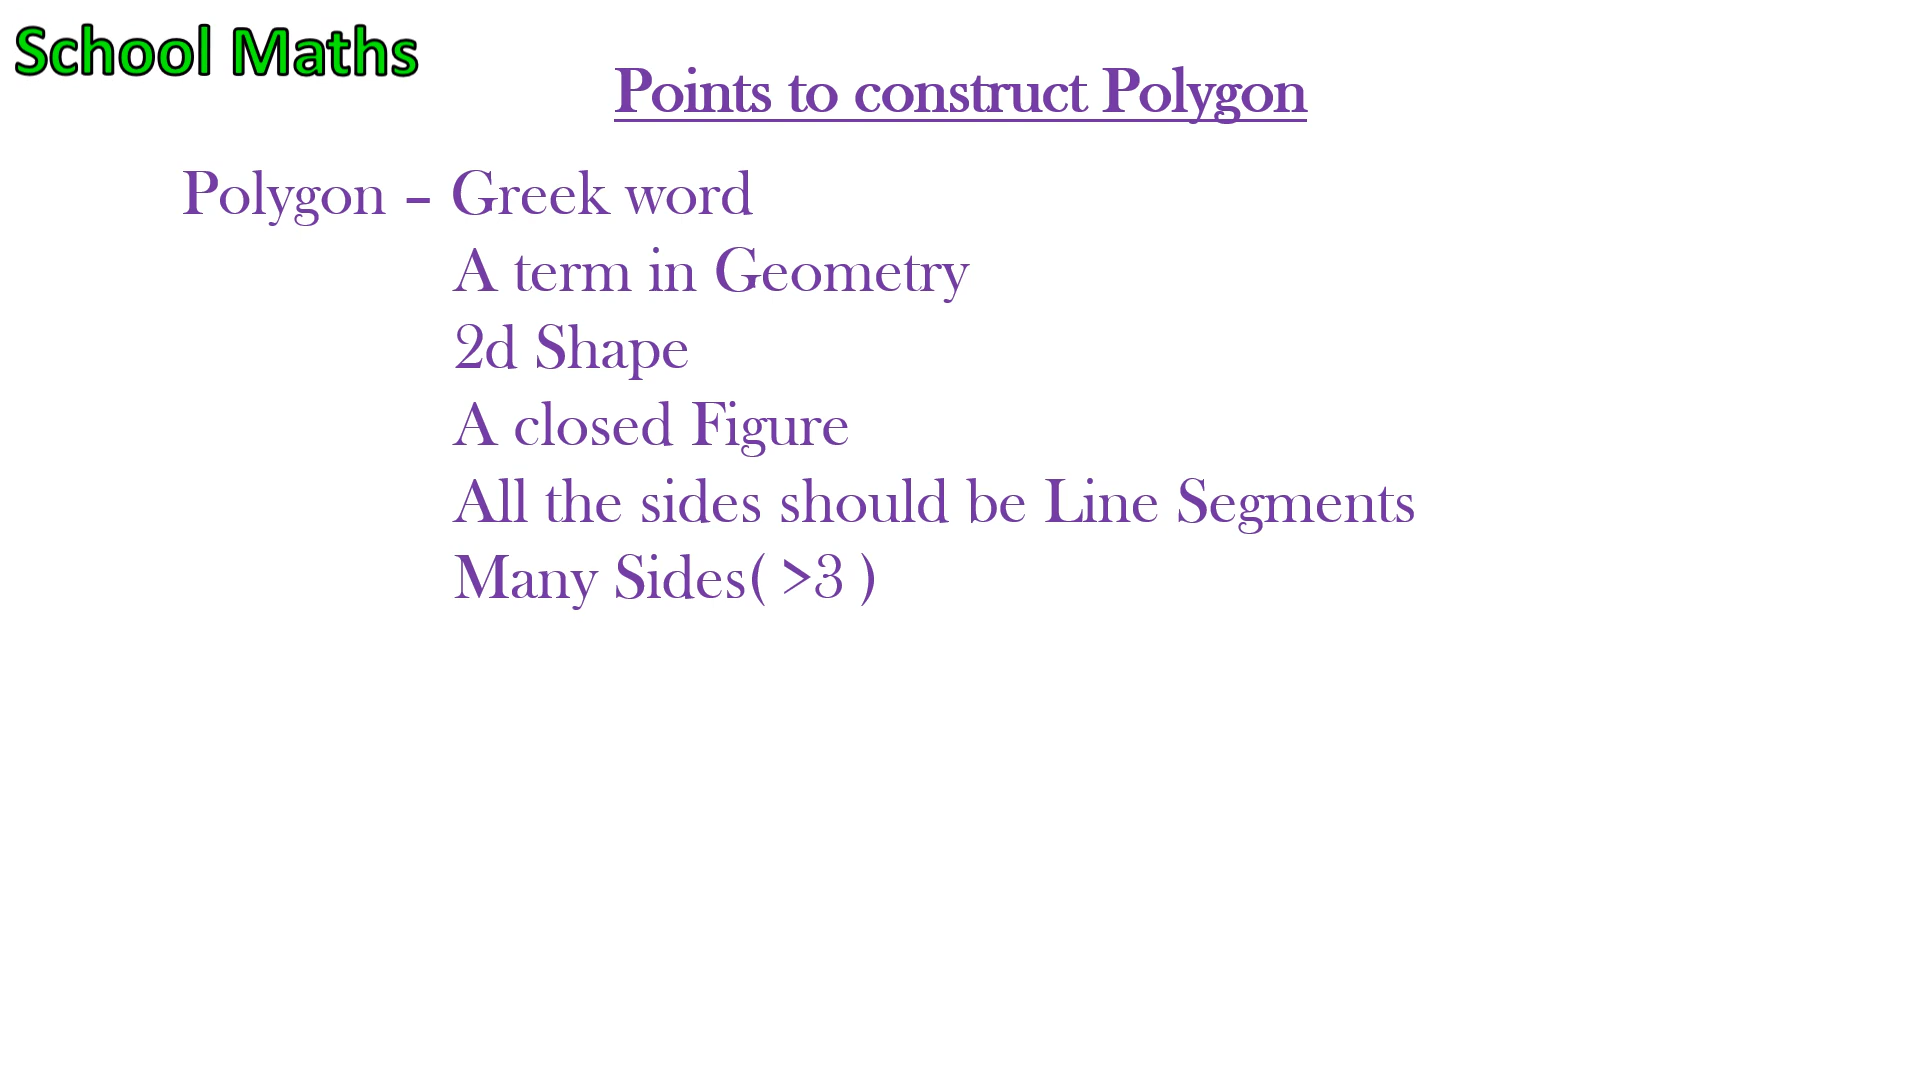 School Maths
Points to construct Polygon
Polygon – Greek word
A term in Geometry
2d Shape
A closed Figure
All the sides should be Line Segments
Many Sides( >3 )